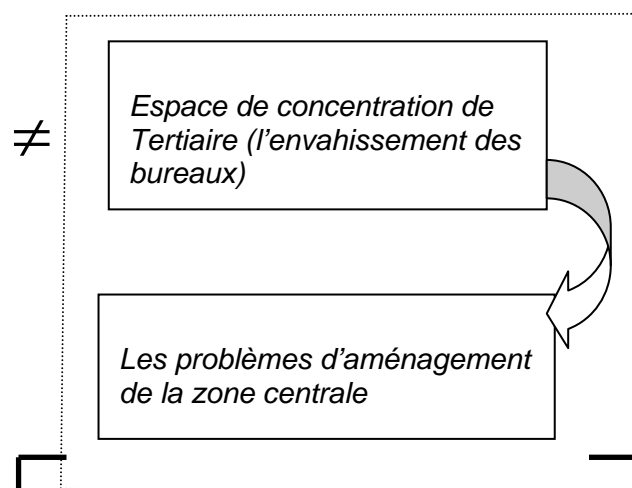 ≠
Espace de concentration de
Tertiaire (l’envahissement des
bureaux)
Les problèmes d’aménagement
de la zone centrale